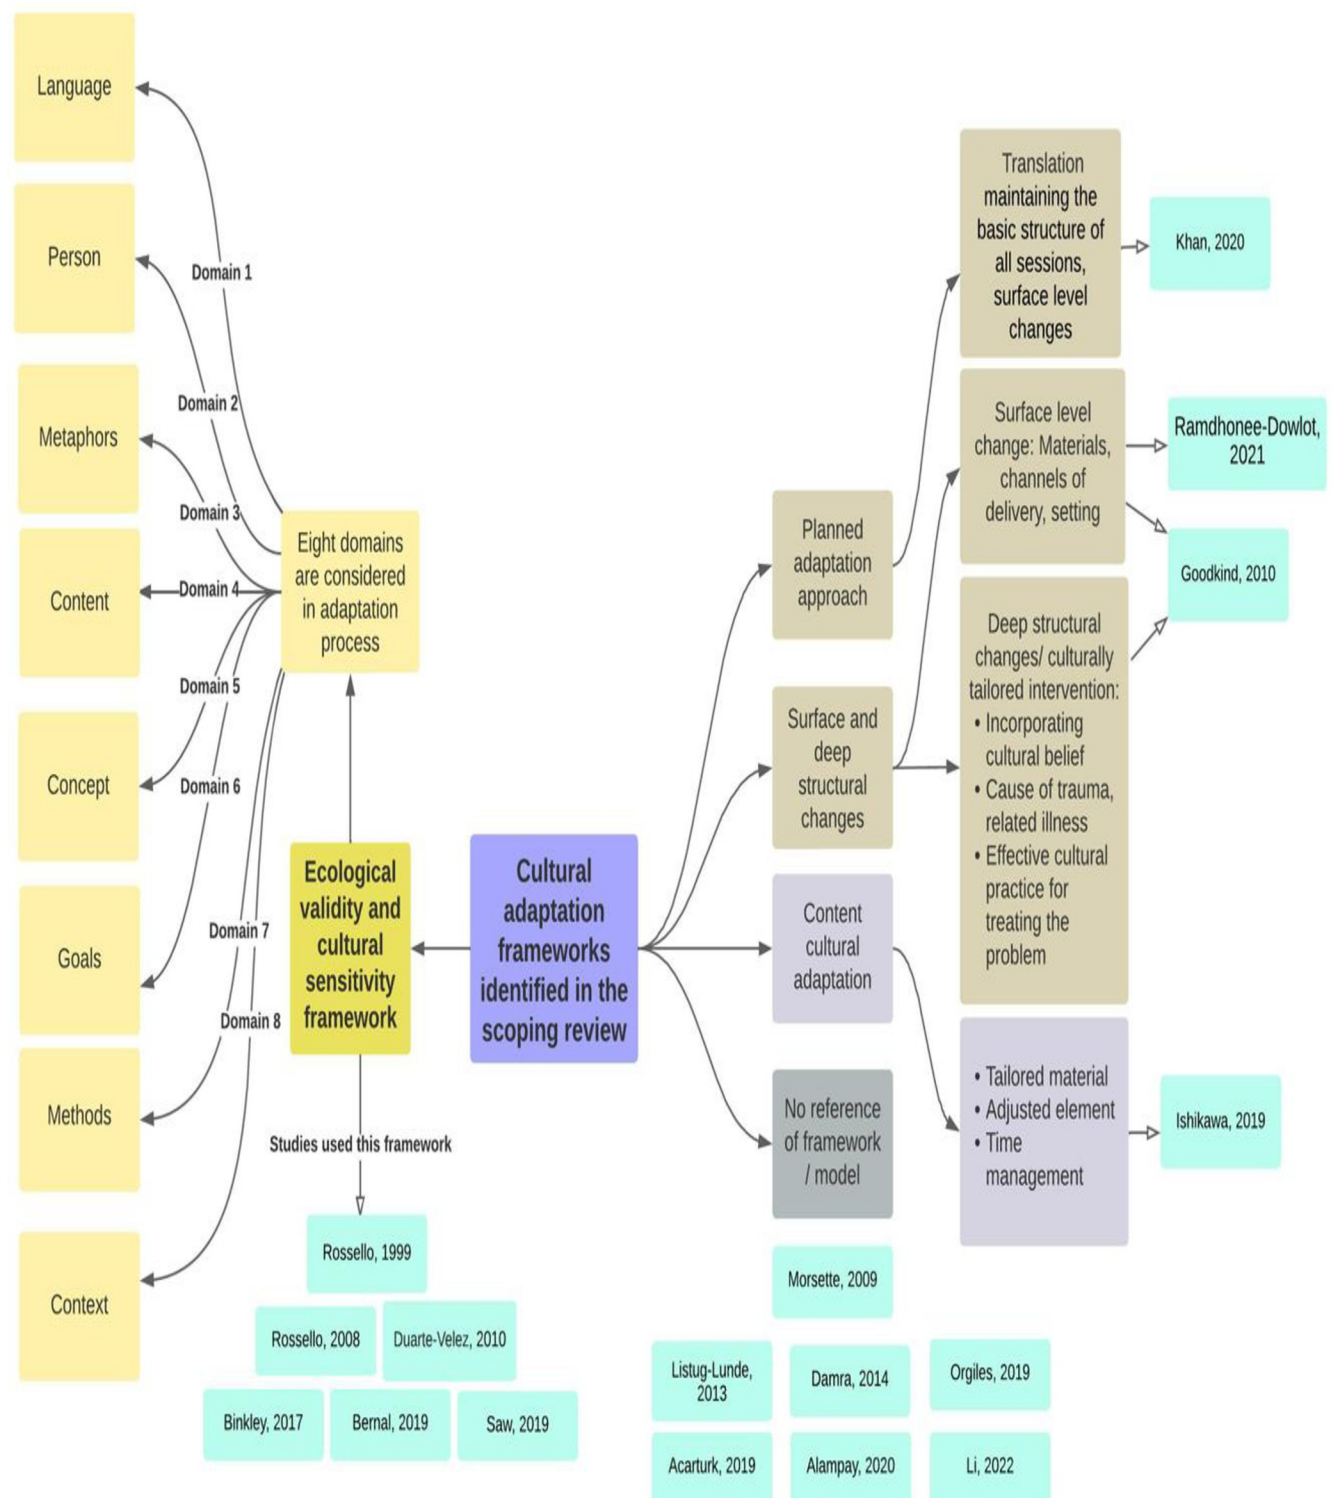 Language
Person
Metaphors
Content
Concept
Goals
Methods
Context
Domain 1
Domain 2
Domain 3
Domain 4
Domain 5
Domain 6
Domain 7
Domain 8
Eight domains
are considered
in adaptation
process
Ecological
validity and
cultural
sensitivity
framework
Studies used this framework
Rossello, 1999
Rossello, 2008
Duarte-Velez, 2010
Binkley, 2017
Bernal, 2019
Saw, 2019
Cultural
adaptation
frameworks
identified in the
scoping review
Planned
adaptation
approach
Surface and
deep
structural
changes
Content
cultural
adaptation
No reference
of framework
/ model
Morsette, 2009
Listug-Lunde,
2013
Damra, 2014
Orgiles, 2019
Acarturk, 2019
Alampay, 2020
Li, 2022
Translation
maintaining the
basic structure of
all sessions,
surface level
changes
Khan, 2020
Surface level
change: Materials,
channels of
delivery, setting
Ramdhonee-Dowlot,
2021
Goodkind, 2010
Deep structural
changes/ culturally
tailored intervention:
• Incorporating
cultural belief
• Cause of trauma,
related illness
• Effective cultural
practice for
treating the
problem
• Tailored material
• Adjusted element
• Time
management
Ishikawa, 2019